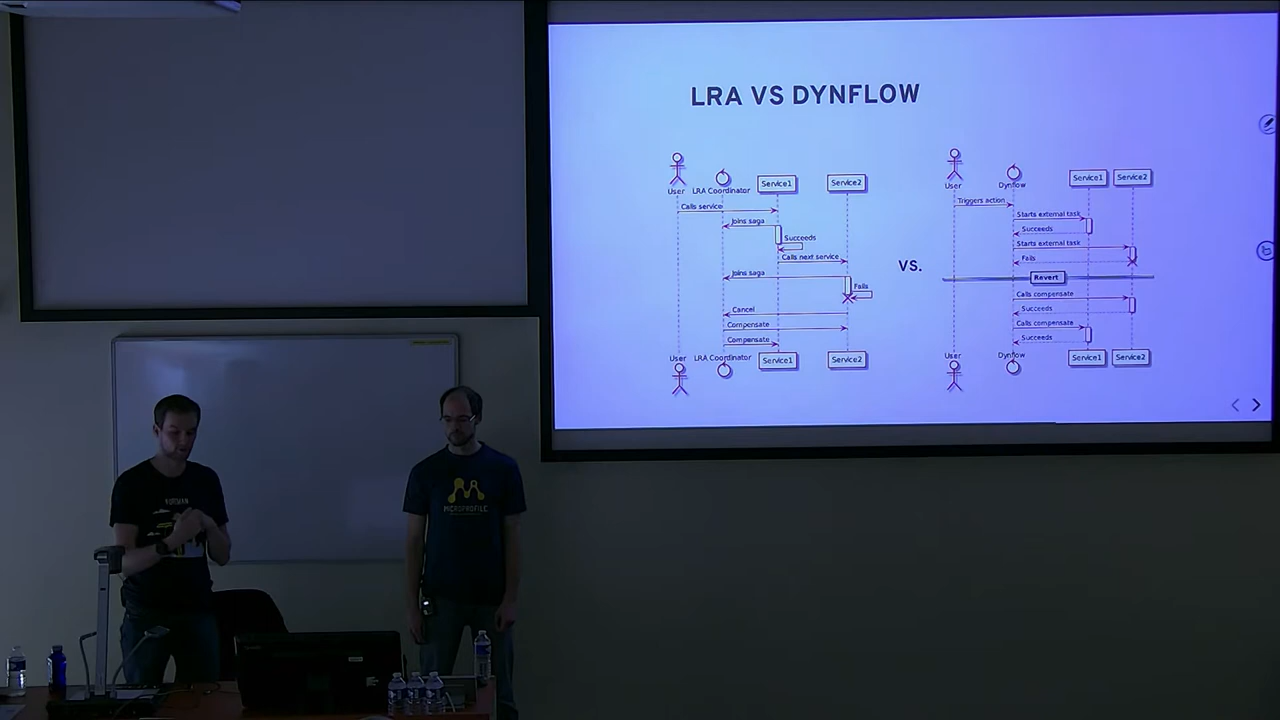 LRA VS DYNFLOW
User
LRA Coordinator
Service1
Service2
Calls service
Joins saga
Succeeds
Calls next service
Joins saga
Fails
Cancel
Compensate
Compensate
User
LRA Coordinator
Service1
Service2
VS.
User
Dynflow
Service1
Service2
Triggers action
Starts external task
Succeeds
Starts external task
Fails
Revert
Calls compensate
Succeeds
Calls compensate
Succeeds
User
Dynflow
Service1
Service2
FOREMAN
MICROPROFILE